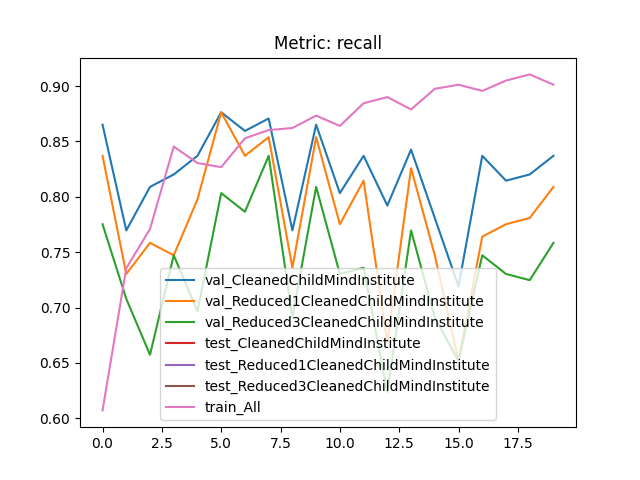 Metric: recall
0.90
0.85
0.80
0.75
0.70
0.65
0.60
val_CleanedChildMindInstitute
val_Reduced1CleanedChildMindInstitute
val_Reduced3CleanedChildMindInstitute
test_CleanedChildMindInstitute
test_Reduced1CleanedChildMindInstitute
test_Reduced3CleanedChildMindInstitute
train_All
0.0 2.5 5.0 7.5 10.0 12.5 15.0 17.5